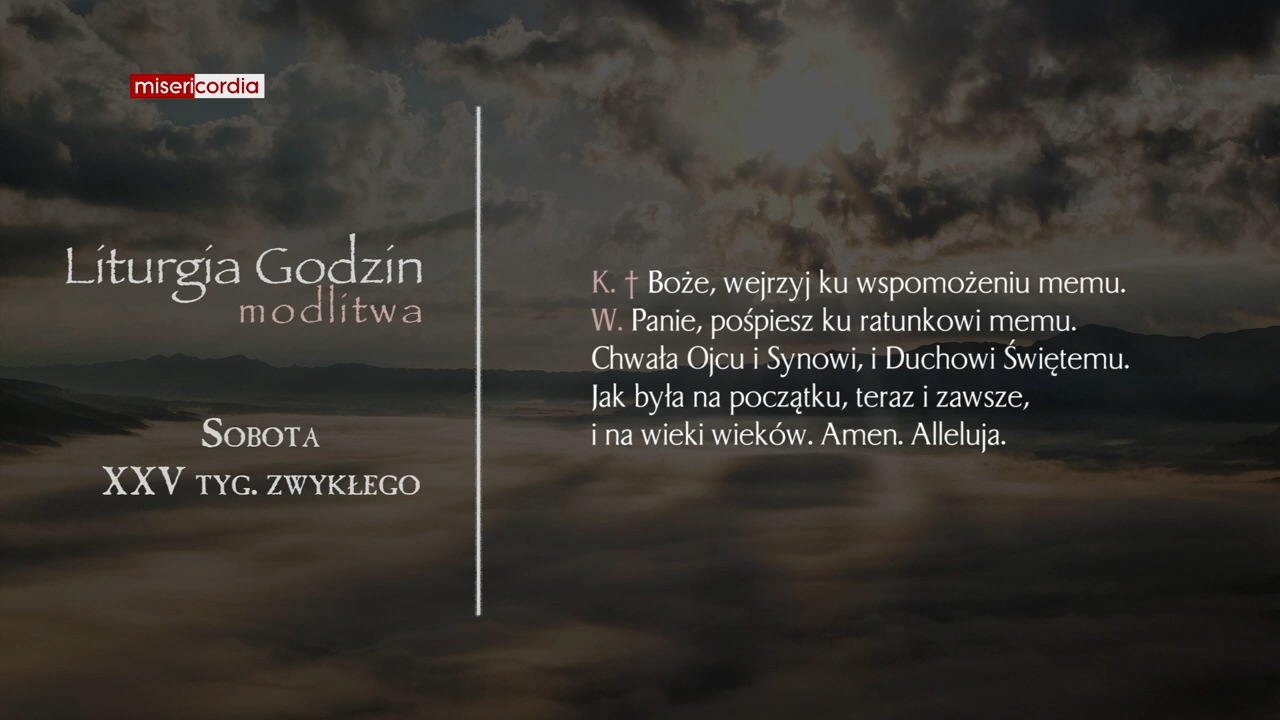 misericordia
Liturgia Godzin
modlitwa
Sobota
XXV tyg. zwykłego
K. † Boże, wejrzyj ku wspomożeniu memu.
W. Panie, pośpiesz ku ratunkowi memu.
Chwała Ojcu i Synowi, i Duchowi Świętemu.
Jak była na początku, teraz i zawsze,
i na wieki wieków. Amen. Alleluja.